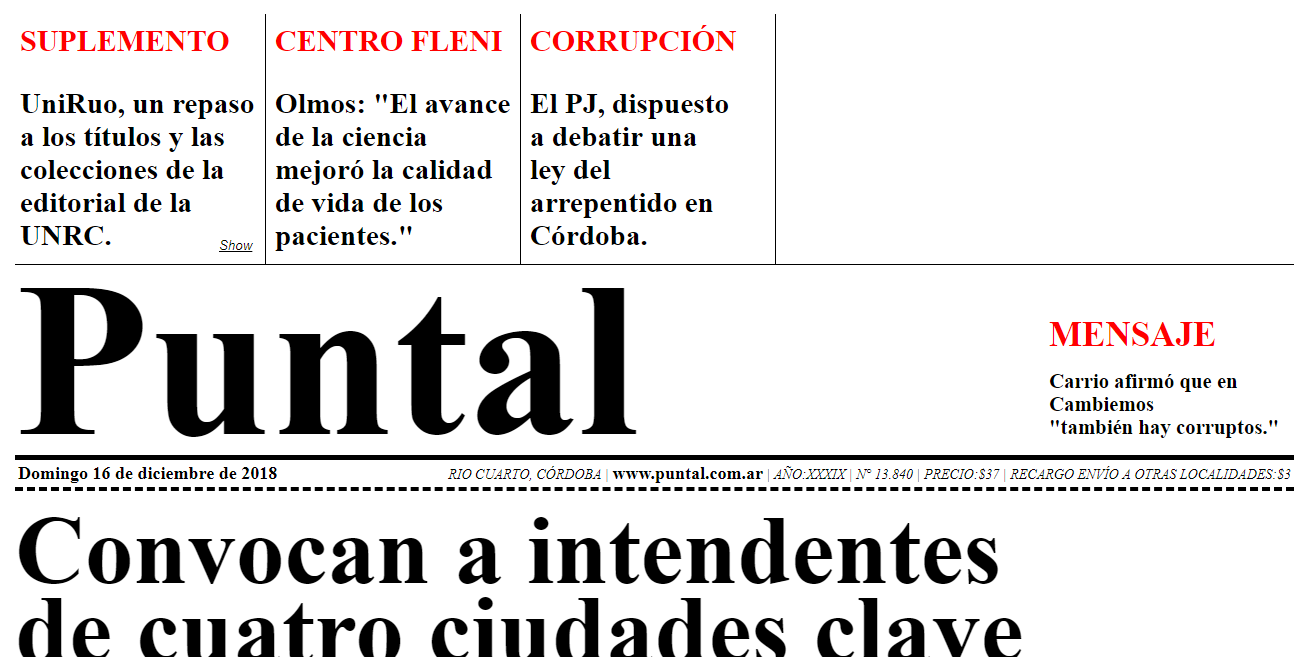 SUPLEMENTO
UniRuo, un repaso
a los títulos y las
colecciones de la
editorial de la
UNRC.
Show
CENTRO FLENI
Olmos: "El avance
de la ciencia
mejoró la calidad
de vida de los
pacientes."
CORRUPCIÓN
El PJ, dispuesto
a debatir una
ley del
arrepentido en
Córdoba.
Puntal
MENSAJE
Carrio afirmó que en
Cambiemos
"también hay corruptos."
Domingo 16 de diciembre de 2018
RIO CUARTO, CÓRDOBA | www.puntal.com.ar | AÑO:XXXIX | N° 13.840 | PRECIO:$37 | RECARGO ENVÍO A OTRAS LOCALIDADES:$3
Convocan a intendentes
de cuatro ciudades clave